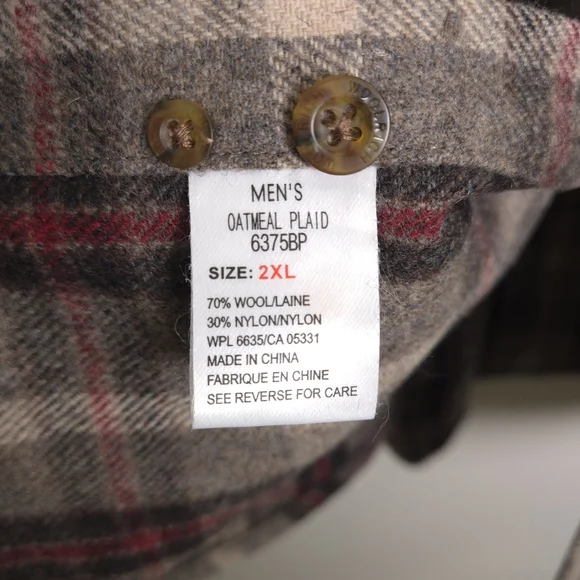 MEN'S
OATMEAL PLAID
6375BP
SIZE: 2XL
70% WOOL/LAINE
30% NYLON/NYLON
WPL 6635/CA 05331
MADE IN CHINA
FABRIQUE EN CHINE
SEE REVERSE FOR CARE